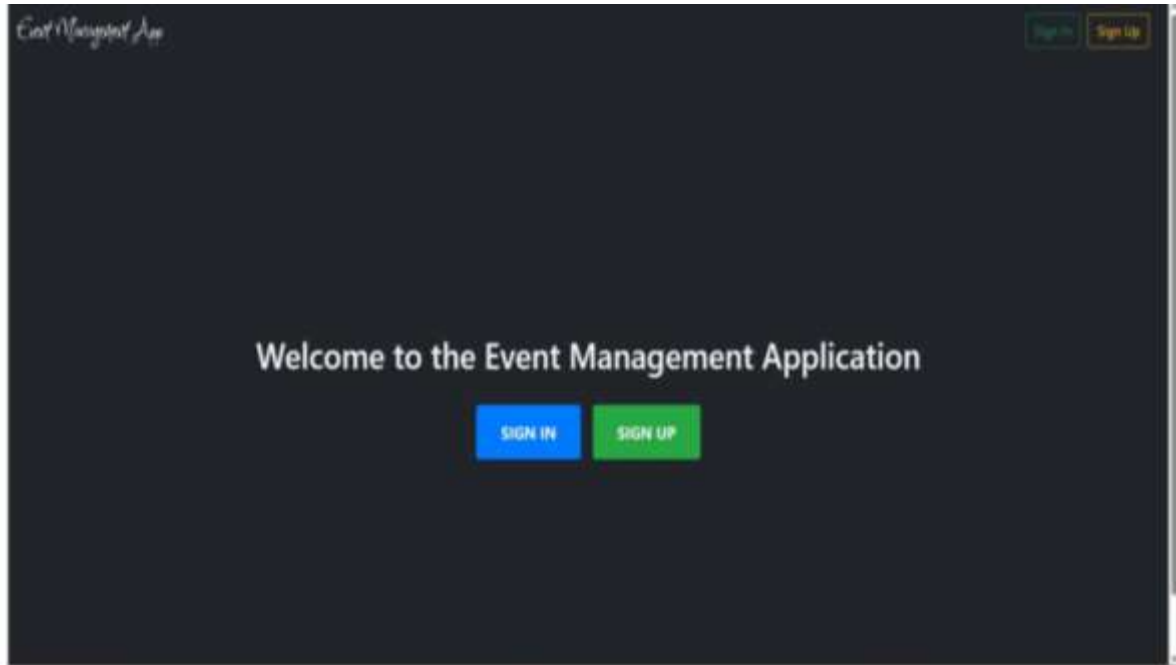 Event Management App
Sign In
Sign Up
Welcome to the Event Management Application
SIGN IN
SIGN UP